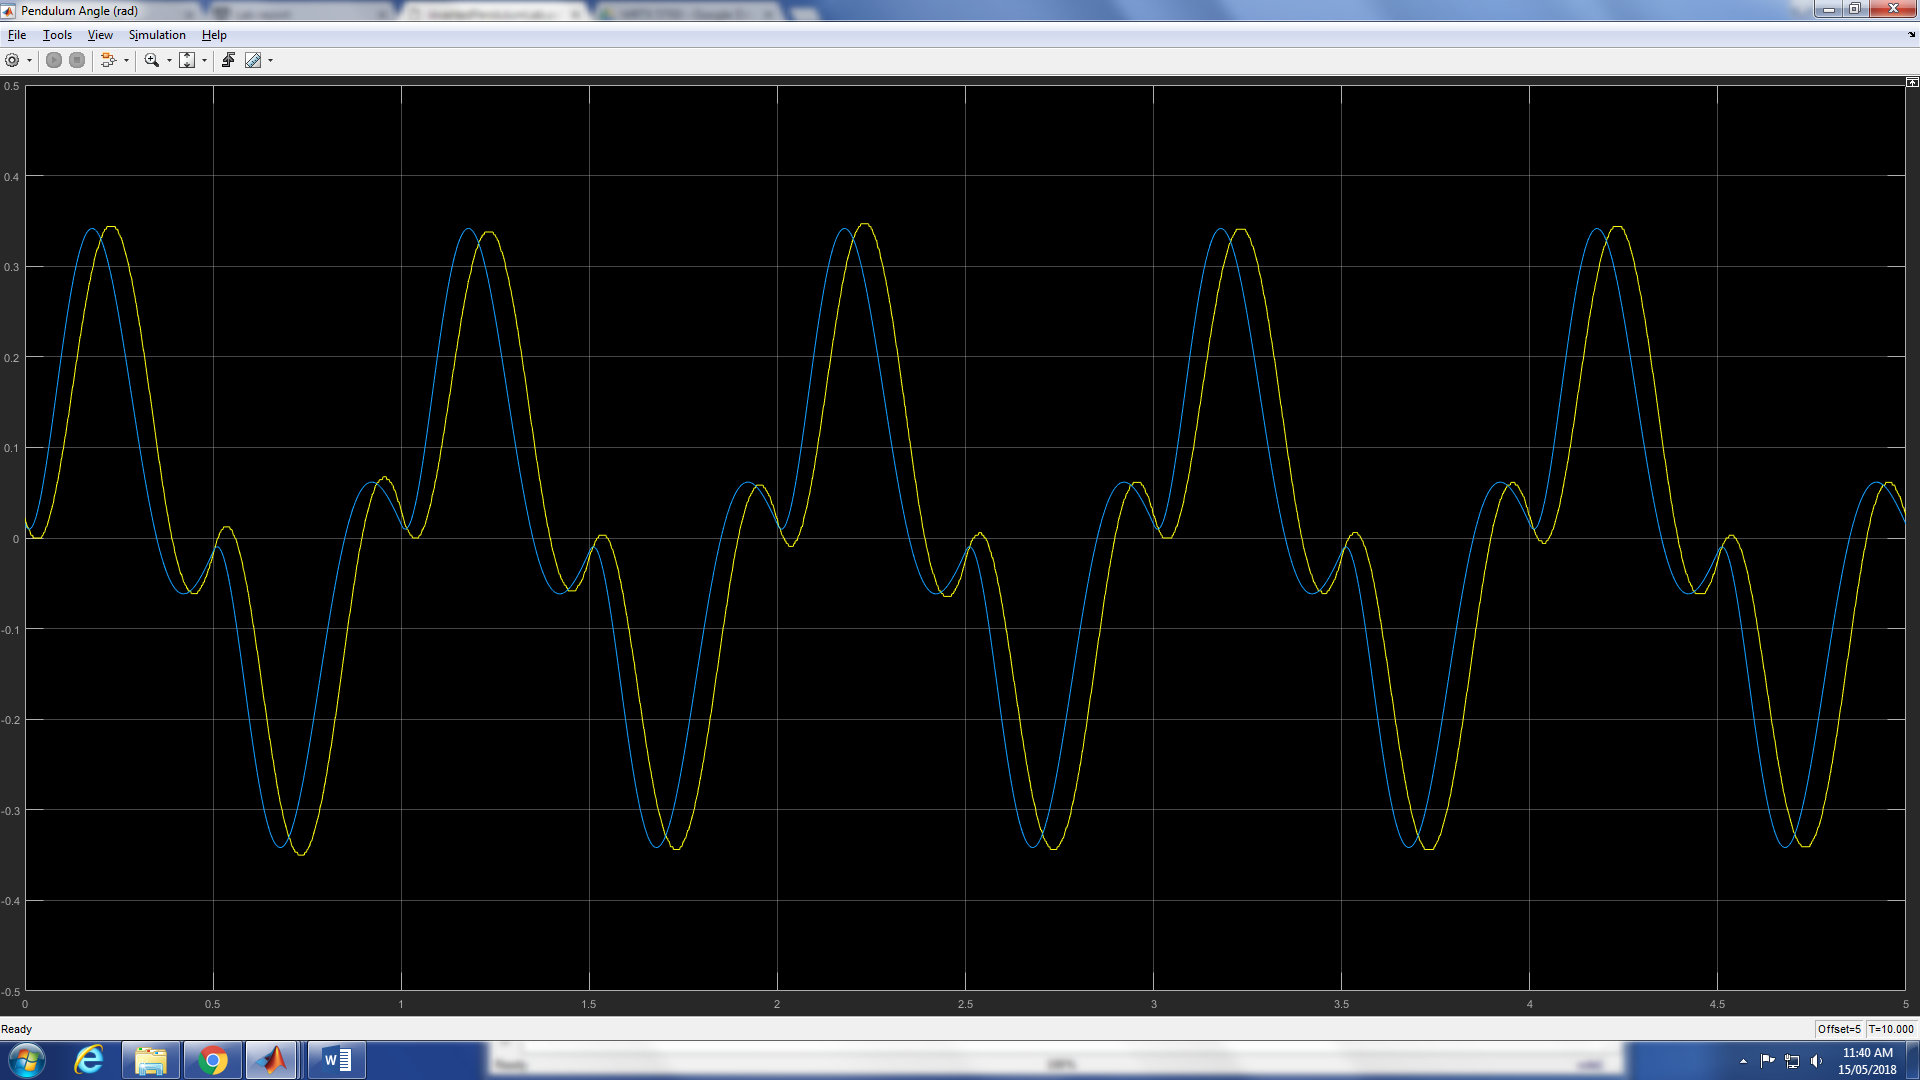 Pendulum Angle (rad)
File Tools View Simulation Help
0.5
0.4
0.3
0.2
0.1
0
-0.1
-0.2
-0.3
-0.4
-0.5
0 0.5 1 1.5 2 2.5 3 3.5 4 4.5 5
Ready Offset=5 T=10.000
11:40 AM
15/05/2018